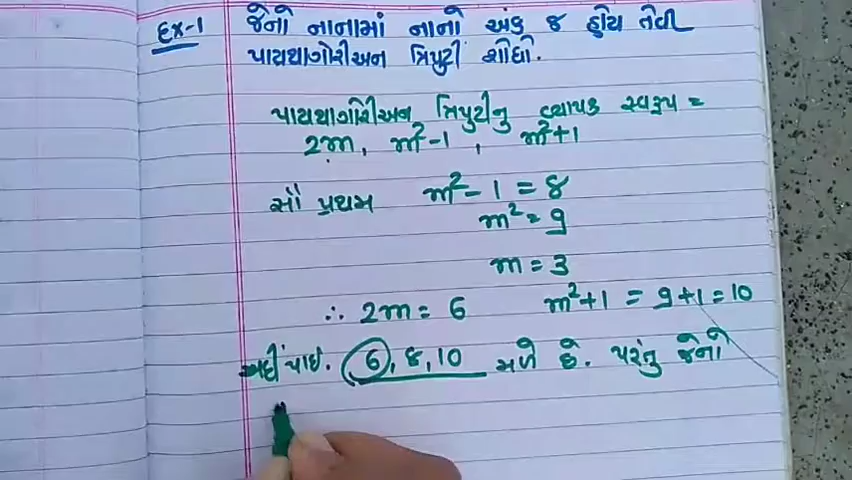 Ex-1 જેનો નાનામાં નાનો અંક ૪ હોય તેવી
પાયથાગોરીઅન ત્રિપુટી શોધો.
પાયથાગોરીઅન ત્રિપુટીનુ વ્યાપક સ્વરૂપ =
2m, m²-1, m²+1
સૌ પ્રથમ m²-1 = 8
m² = 9
m = 3
∴ 2m = 6 m²+1 = 9+1 = 10
અહીં પાઈ. 6, 8, 10 મળે છે. પરંતુ જેનો